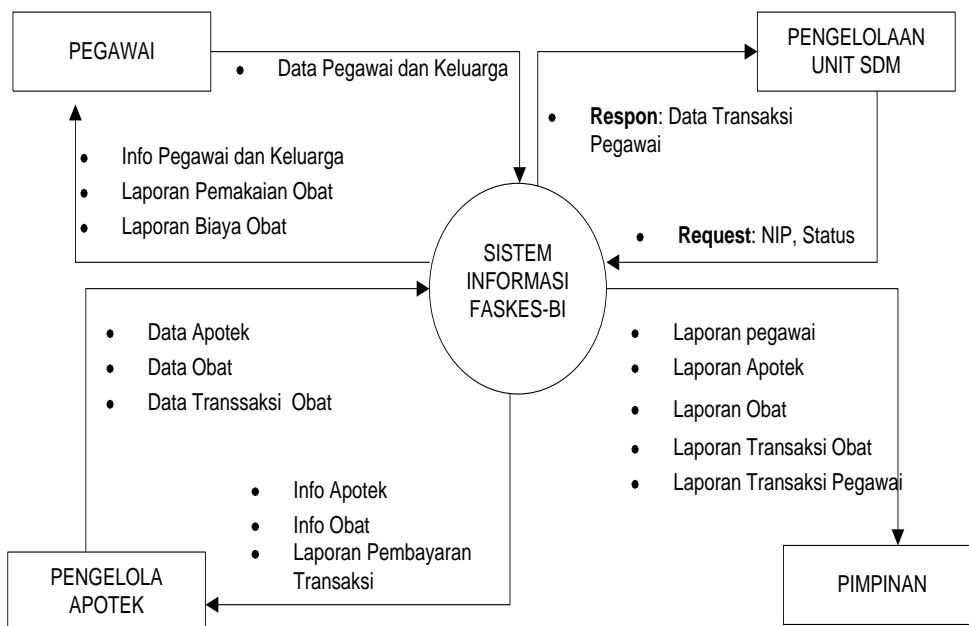 PEGAWAI
• Data Pegawai dan Keluarga
PENGELOLAAN
UNIT SDM
• Respon: Data Transaksi
Pegawai
• Info Pegawai dan Keluarga
• Laporan Pemakaian Obat
• Laporan Biaya Obat
• Request: NIP, Status
SISTEM
INFORMASI
FASKES-BI
• Data Apotek
• Data Obat
• Data Transsaksi Obat
• Laporan pegawai
• Laporan Apotek
• Laporan Obat
• Laporan Transaksi Obat
• Laporan Transaksi Pegawai
• Info Apotek
• Info Obat
• Laporan Pembayaran
Transaksi
PENGELOLA
APOTEK
PIMPINAN